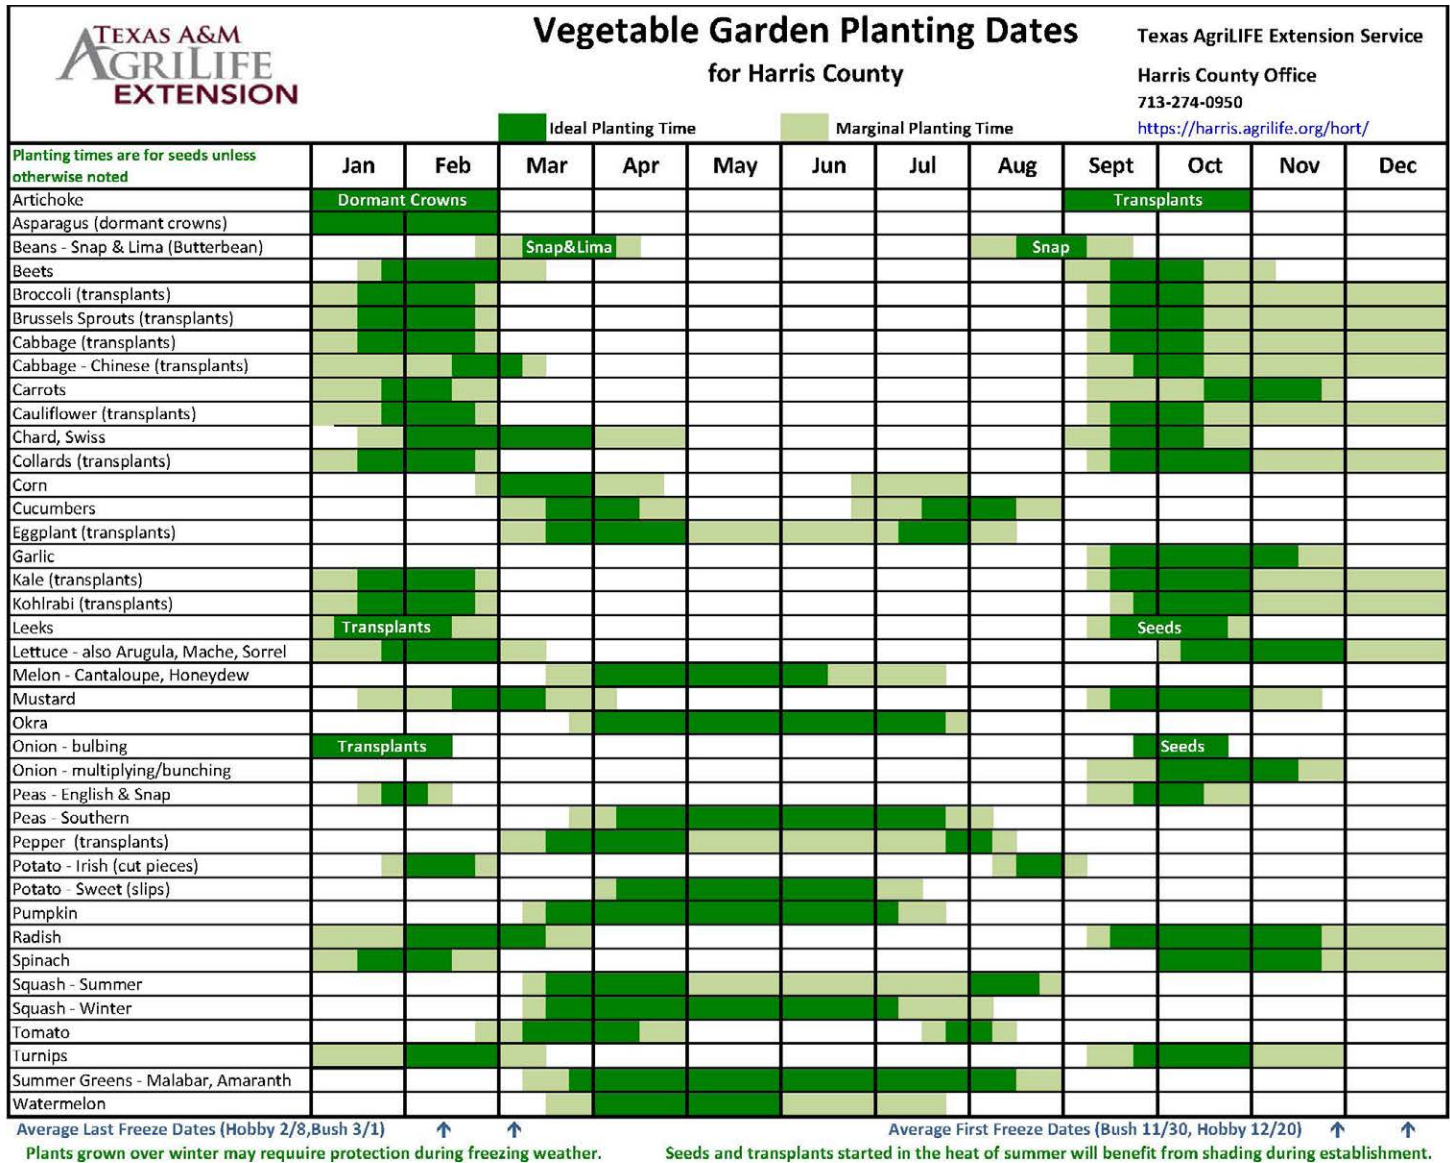 TEXAS A&M
AGRILIFE
EXTENSION
Vegetable Garden Planting Dates
for Harris County
Texas AgriLIFE Extension Service
Harris County Office
713-274-0950
https://harris.agrilife.org/hort/
Ideal Planting Time
Marginal Planting Time
Planting times are for seeds unless
otherwise noted
Jan Feb Mar Apr May Jun Jul Aug Sept Oct Nov Dec
Artichoke Dormant Crowns Transplants
Asparagus (dormant crowns)
Beans - Snap & Lima (Butterbean) Snap&Lima Snap
Beets
Broccoli (transplants)
Brussels Sprouts (transplants)
Cabbage (transplants)
Cabbage - Chinese (transplants)
Carrots
Cauliflower (transplants)
Chard, Swiss
Collards (transplants)
Corn
Cucumbers
Eggplant (transplants)
Garlic
Kale (transplants)
Kohlrabi (transplants)
Leeks Transplants Seeds
Lettuce - also Arugula, Mache, Sorrel
Melon - Cantaloupe, Honeydew
Mustard
Okra
Onion - bulbing Transplants Seeds
Onion - multiplying/bunching
Peas - English & Snap
Peas - Southern
Pepper (transplants)
Potato - Irish (cut pieces)
Potato - Sweet (slips)
Pumpkin
Radish
Spinach
Squash - Summer
Squash - Winter
Tomato
Turnips
Summer Greens - Malabar, Amaranth
Watermelon
Average Last Freeze Dates (Hobby 2/8,Bush 3/1) ↑ ↑ Average First Freeze Dates (Bush 11/30, Hobby 12/20) ↑ ↑
Plants grown over winter may requuire protection during freezing weather. Seeds and transplants started in the heat of summer will benefit from shading during establishment.